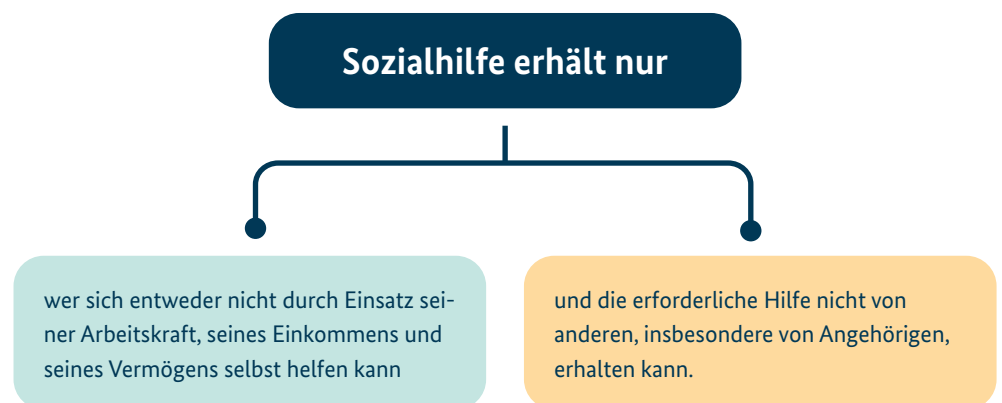 Sozialhilfe erhält nur
wer sich entweder nicht durch Einsatz sei-
ner Arbeitskraft, seines Einkommens und
seines Vermögens selbst helfen kann
und die erforderliche Hilfe nicht von
anderen, insbesondere von Angehörigen,
erhalten kann.